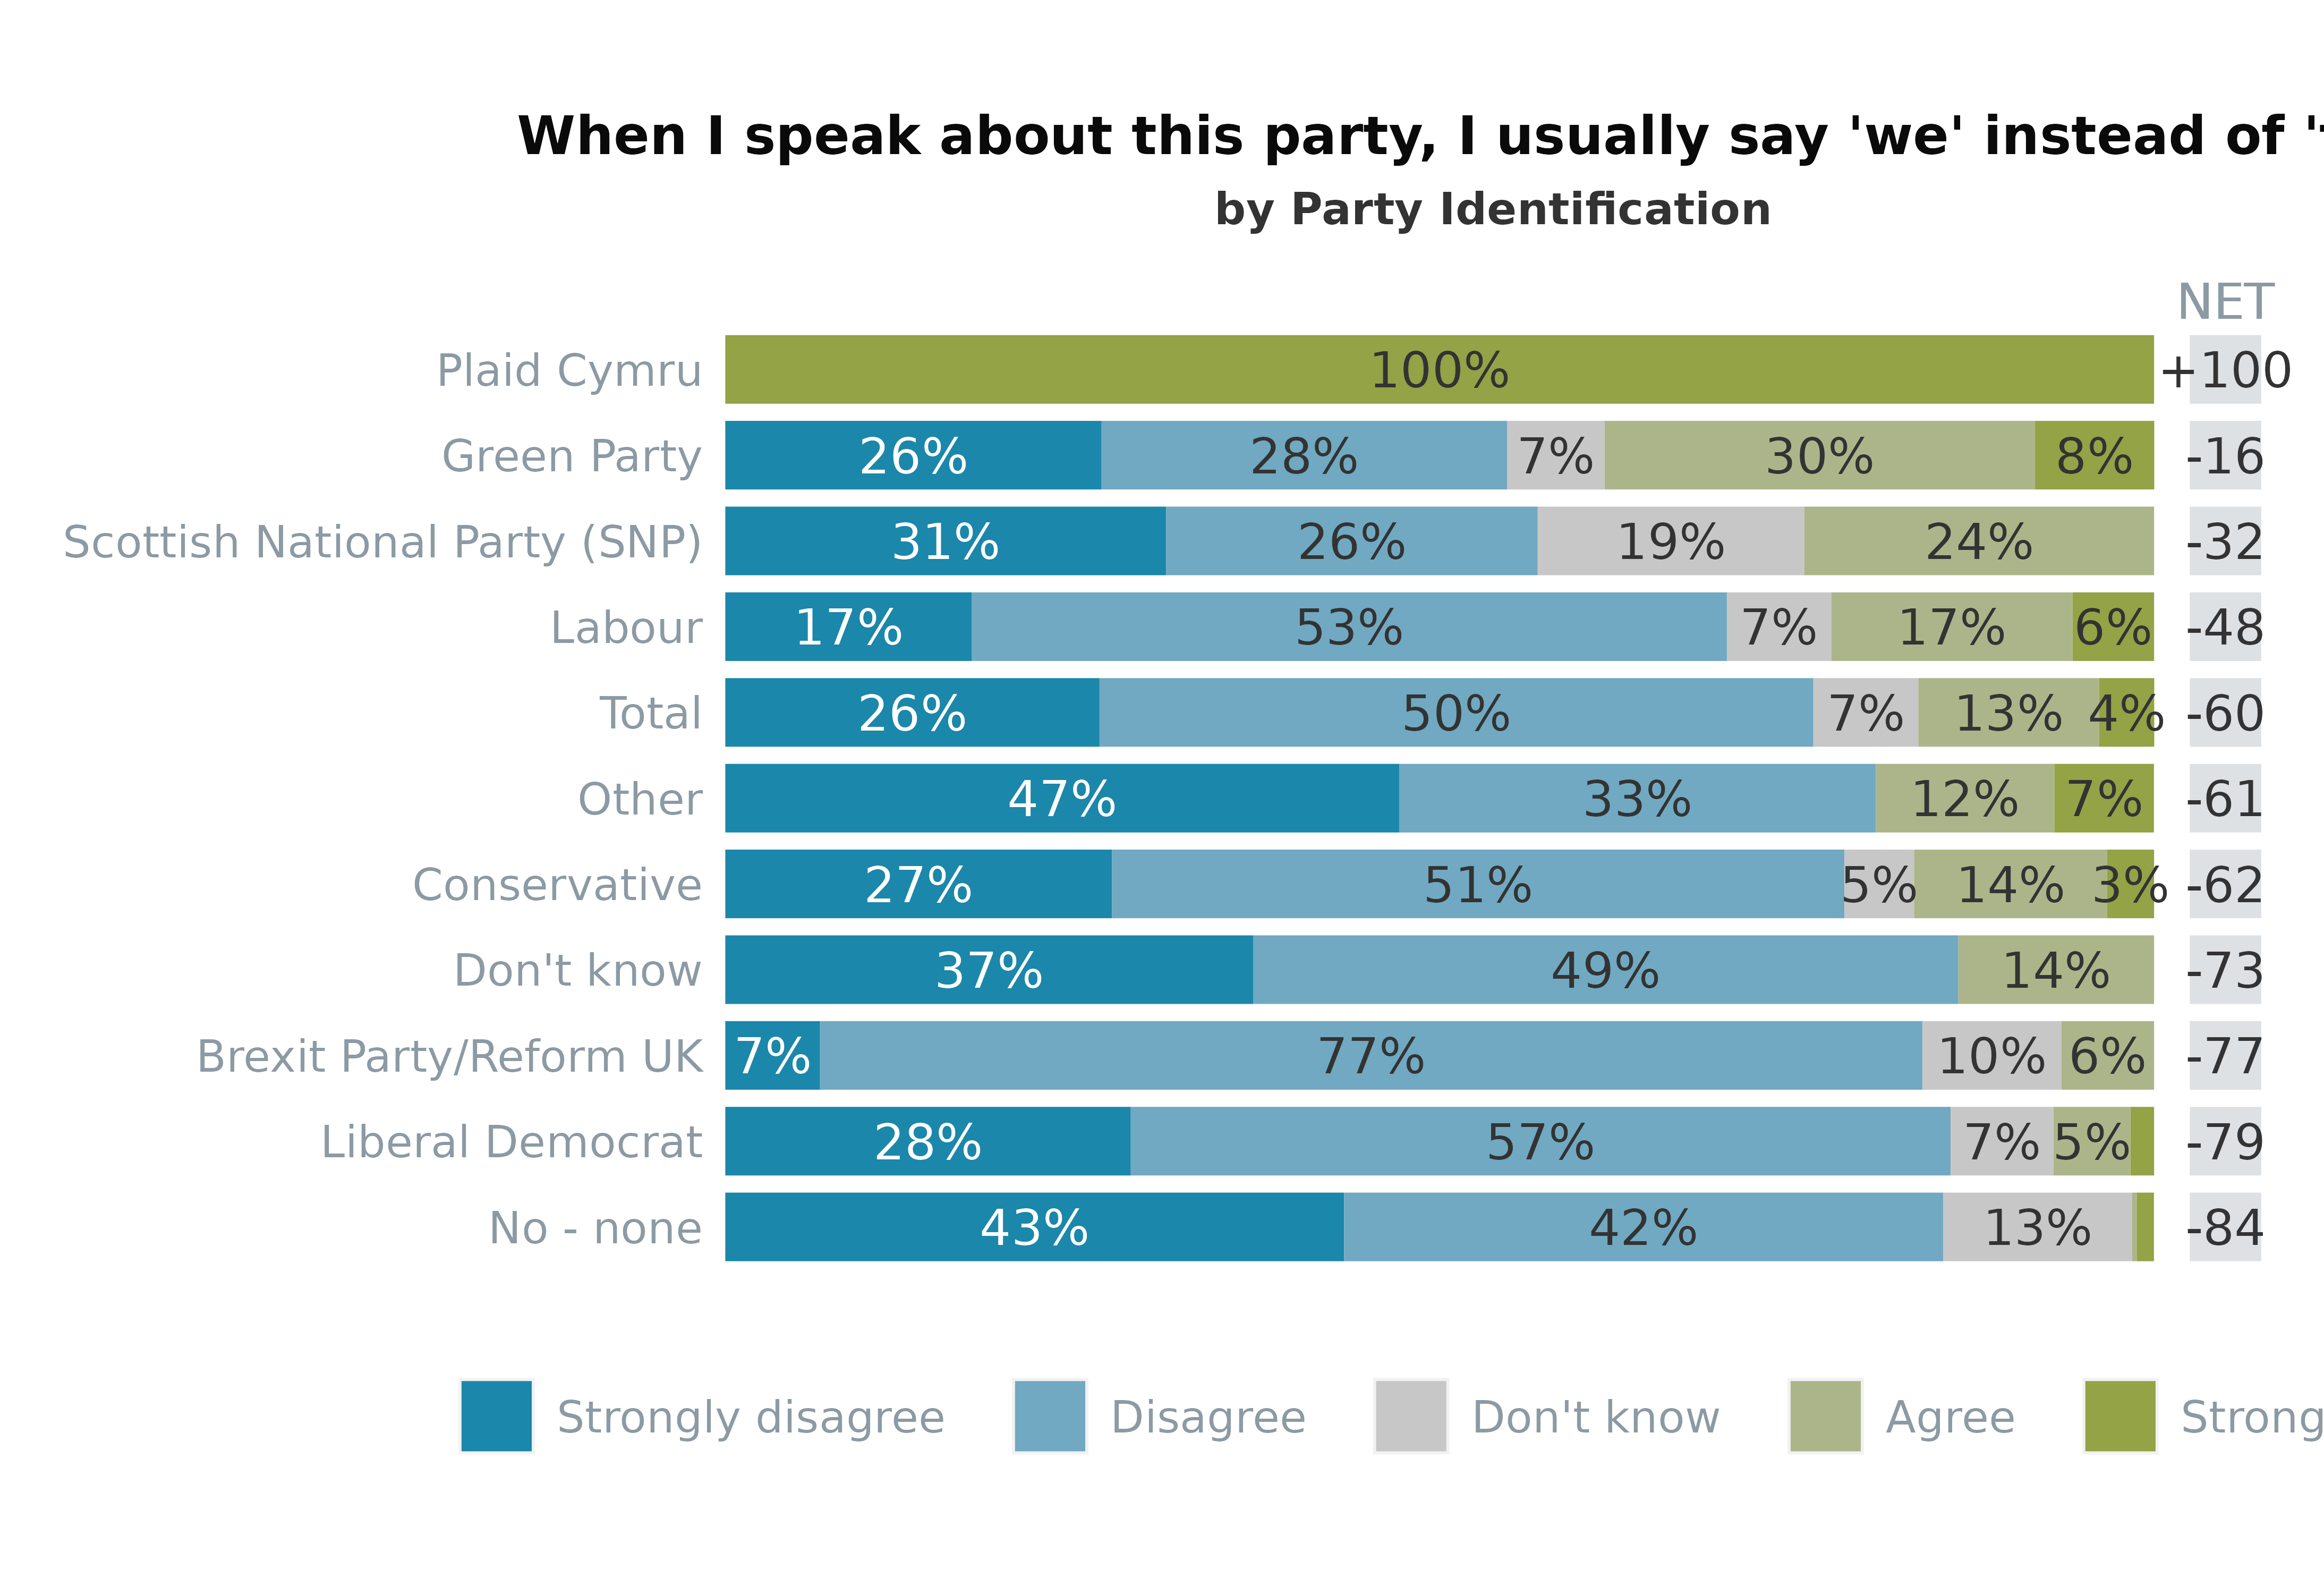 When I speak about this party, I usually say 'we' instead of '
by Party Identification
NET
Plaid Cymru 100% +100
Green Party 26% 28% 7% 30% 8% -16
Scottish National Party (SNP) 31% 26% 19% 24% -32
Labour 17% 53% 7% 17% 6% -48
Total 26% 50% 7% 13% 4% -60
Other 47% 33% 12% 7% -61
Conservative 27% 51% 5% 14% 3% -62
Don't know 37% 49% 14% -73
Brexit Party/Reform UK 7% 77% 10% 6% -77
Liberal Democrat 28% 57% 7% 5% -79
No - none 43% 42% 13% -84
Strongly disagree Disagree Don't know Agree Strong